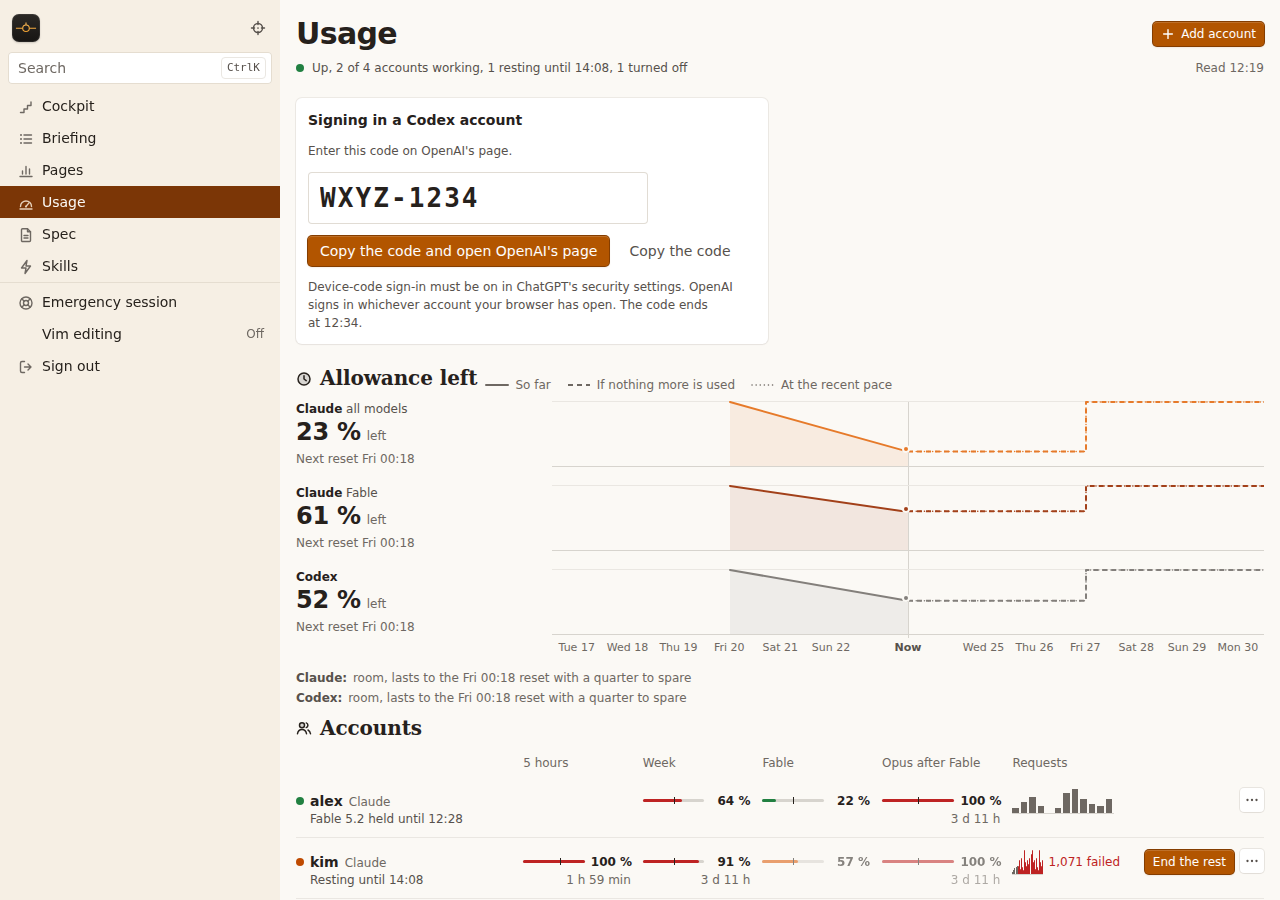 Search
CtrlK
Cockpit
Briefing
Pages
Usage
Spec
Skills
Emergency session
Vim editing Off
Sign out
Usage
Add account
Up, 2 of 4 accounts working, 1 resting until 14:08, 1 turned off
Read 12:19
Signing in a Codex account
Enter this code on OpenAI's page.
WXYZ-1234
Copy the code and open OpenAI's page Copy the code
Device-code sign-in must be on in ChatGPT's security settings. OpenAI
signs in whichever account your browser has open. The code ends
at 12:34.
Allowance left So far If nothing more is used At the recent pace
Claude all models
23 % left
Next reset Fri 00:18
Claude Fable
61 % left
Next reset Fri 00:18
Codex
52 % left
Next reset Fri 00:18
Tue 17 Wed 18 Thu 19 Fri 20 Sat 21 Sun 22 Now Wed 25 Thu 26 Fri 27 Sat 28 Sun 29 Mon 30
Claude: room, lasts to the Fri 00:18 reset with a quarter to spare
Codex: room, lasts to the Fri 00:18 reset with a quarter to spare
Accounts
5 hours Week Fable Opus after Fable Requests
alex Claude 64 % 22 % 100 %
Fable 5.2 held until 12:28 3 d 11 h
kim Claude 100 % 91 % 57 % 100 % 1,071 failed End the rest
Resting until 14:08 1 h 59 min 3 d 11 h 3 d 11 h